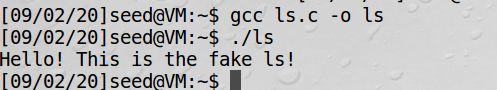 [09/02/20]seed@VM:~$ gcc ls.c -o ls
[09/02/20]seed@VM:~$ ./ls
Hello! This is the fake ls!
[09/02/20]seed@VM:~$